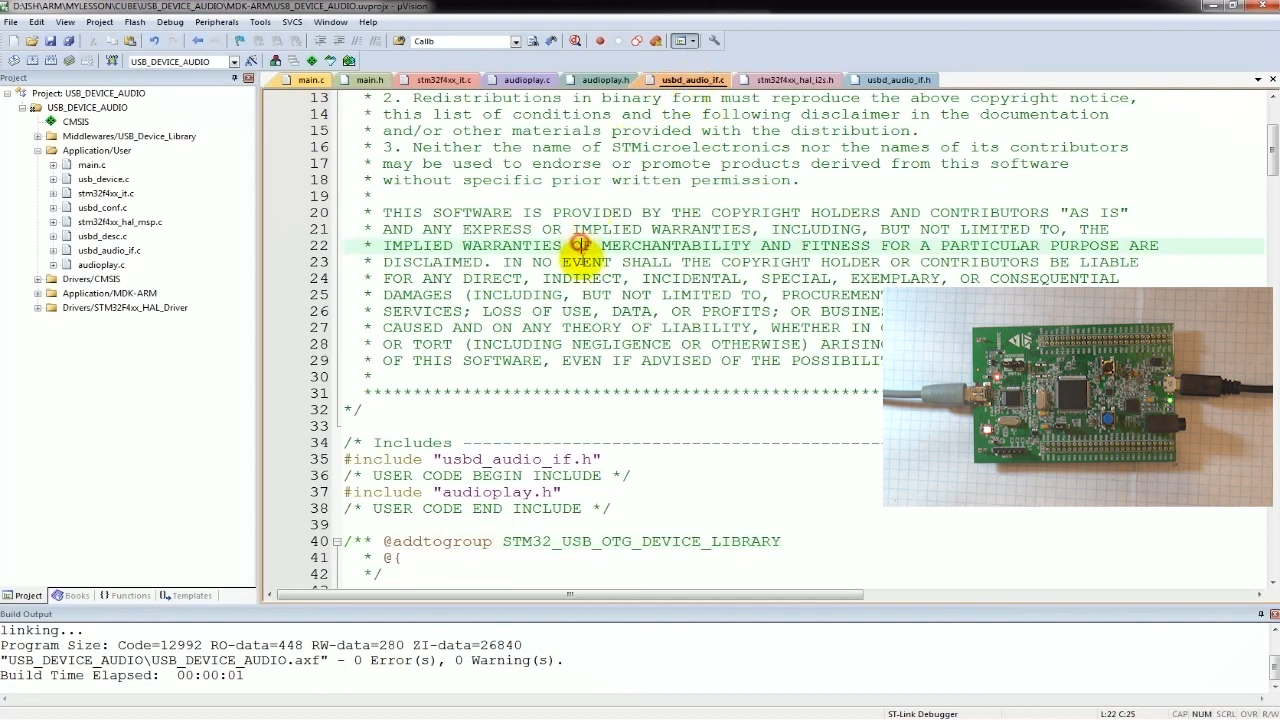 D:\ISH\ARM\MYLESSON\CUBE\USB_DEVICE_AUDIO\MDK-ARM\USB_DEVICE_AUDIO.uvprojx - µVision
File Edit View Project Flash Debug Peripherals Tools SVCS Window Help
Callb
USB_DEVICE_AUDIO
Project
main.c main.h stm32f4xx_it.c audioplay.c audioplay.h usbd_audio_if.c stm32f4xx_hal_i2s.h usbd_audio_if.h
Project: USB_DEVICE_AUDIO
USB_DEVICE_AUDIO
CMSIS
Middlewares/USB_Device_Library
Application/User
main.c
usb_device.c
stm32f4xx_it.c
usbd_conf.c
stm32f4xx_hal_msp.c
usbd_desc.c
usbd_audio_if.c
audioplay.c
Drivers/CMSIS
Application/MDK-ARM
Drivers/STM32F4xx_HAL_Driver
13 * 2. Redistributions in binary form must reproduce the above copyright notice,
14 * this list of conditions and the following disclaimer in the documentation
15 * and/or other materials provided with the distribution.
16 * 3. Neither the name of STMicroelectronics nor the names of its contributors
17 * may be used to endorse or promote products derived from this software
18 * without specific prior written permission.
19 *
20 * THIS SOFTWARE IS PROVIDED BY THE COPYRIGHT HOLDERS AND CONTRIBUTORS "AS IS"
21 * AND ANY EXPRESS OR IMPLIED WARRANTIES, INCLUDING, BUT NOT LIMITED TO, THE
22 * IMPLIED WARRANTIES OF MERCHANTABILITY AND FITNESS FOR A PARTICULAR PURPOSE ARE
23 * DISCLAIMED. IN NO EVENT SHALL THE COPYRIGHT HOLDER OR CONTRIBUTORS BE LIABLE
24 * FOR ANY DIRECT, INDIRECT, INCIDENTAL, SPECIAL, EXEMPLARY, OR CONSEQUENTIAL
25 * DAMAGES (INCLUDING, BUT NOT LIMITED TO, PROCUREMEN
26 * SERVICES; LOSS OF USE, DATA, OR PROFITS; OR BUSINE
27 * CAUSED AND ON ANY THEORY OF LIABILITY, WHETHER IN C
28 * OR TORT (INCLUDING NEGLIGENCE OR OTHERWISE) ARISIN
29 * OF THIS SOFTWARE, EVEN IF ADVISED OF THE POSSIBILI
30 *
31 ******************************************************
32 */
33
34 /* Includes ------------------------------------------
35 #include "usbd_audio_if.h"
36 /* USER CODE BEGIN INCLUDE */
37 #include "audioplay.h"
38 /* USER CODE END INCLUDE */
39
40 /** @addtogroup STM32_USB_OTG_DEVICE_LIBRARY
41 * @{
42 */
Project Books {} Functions Templates
Build Output
linking...
Program Size: Code=12992 RO-data=448 RW-data=280 ZI-data=26840
"USB_DEVICE_AUDIO\USB_DEVICE_AUDIO.axf" - 0 Error(s), 0 Warning(s).
Build Time Elapsed: 00:00:01
ST-Link Debugger L:22 C:25 CAP NUM SCRL OVR R/W